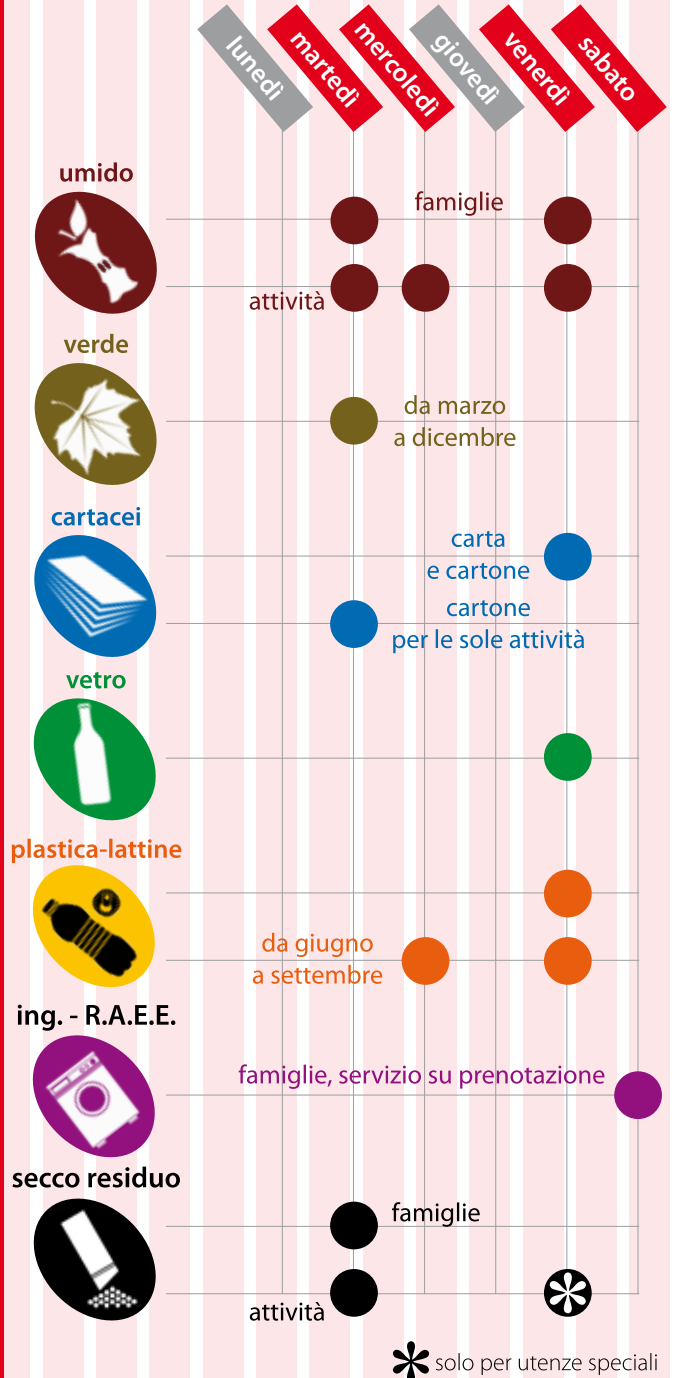 lunedì
martedì
mercoledì
giovedì
venerdì
sabato
umido
famiglie
attività
verde
da marzo
a dicembre
cartacei
carta
e cartone
cartone
per le sole attività
vetro
plastica-lattine
da giugno
a settembre
ing. - R.A.E.E.
famiglie, servizio su prenotazione
secco residuo
famiglie
attività
* solo per utenze speciali